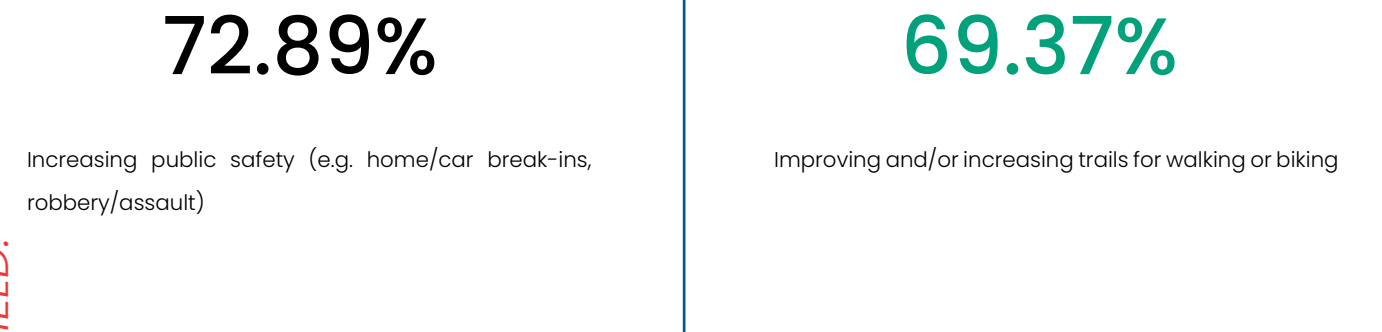 72.89%
Increasing public safety (e.g. home/car break-ins,
robbery/assault)
69.37%
Improving and/or increasing trails for walking or biking